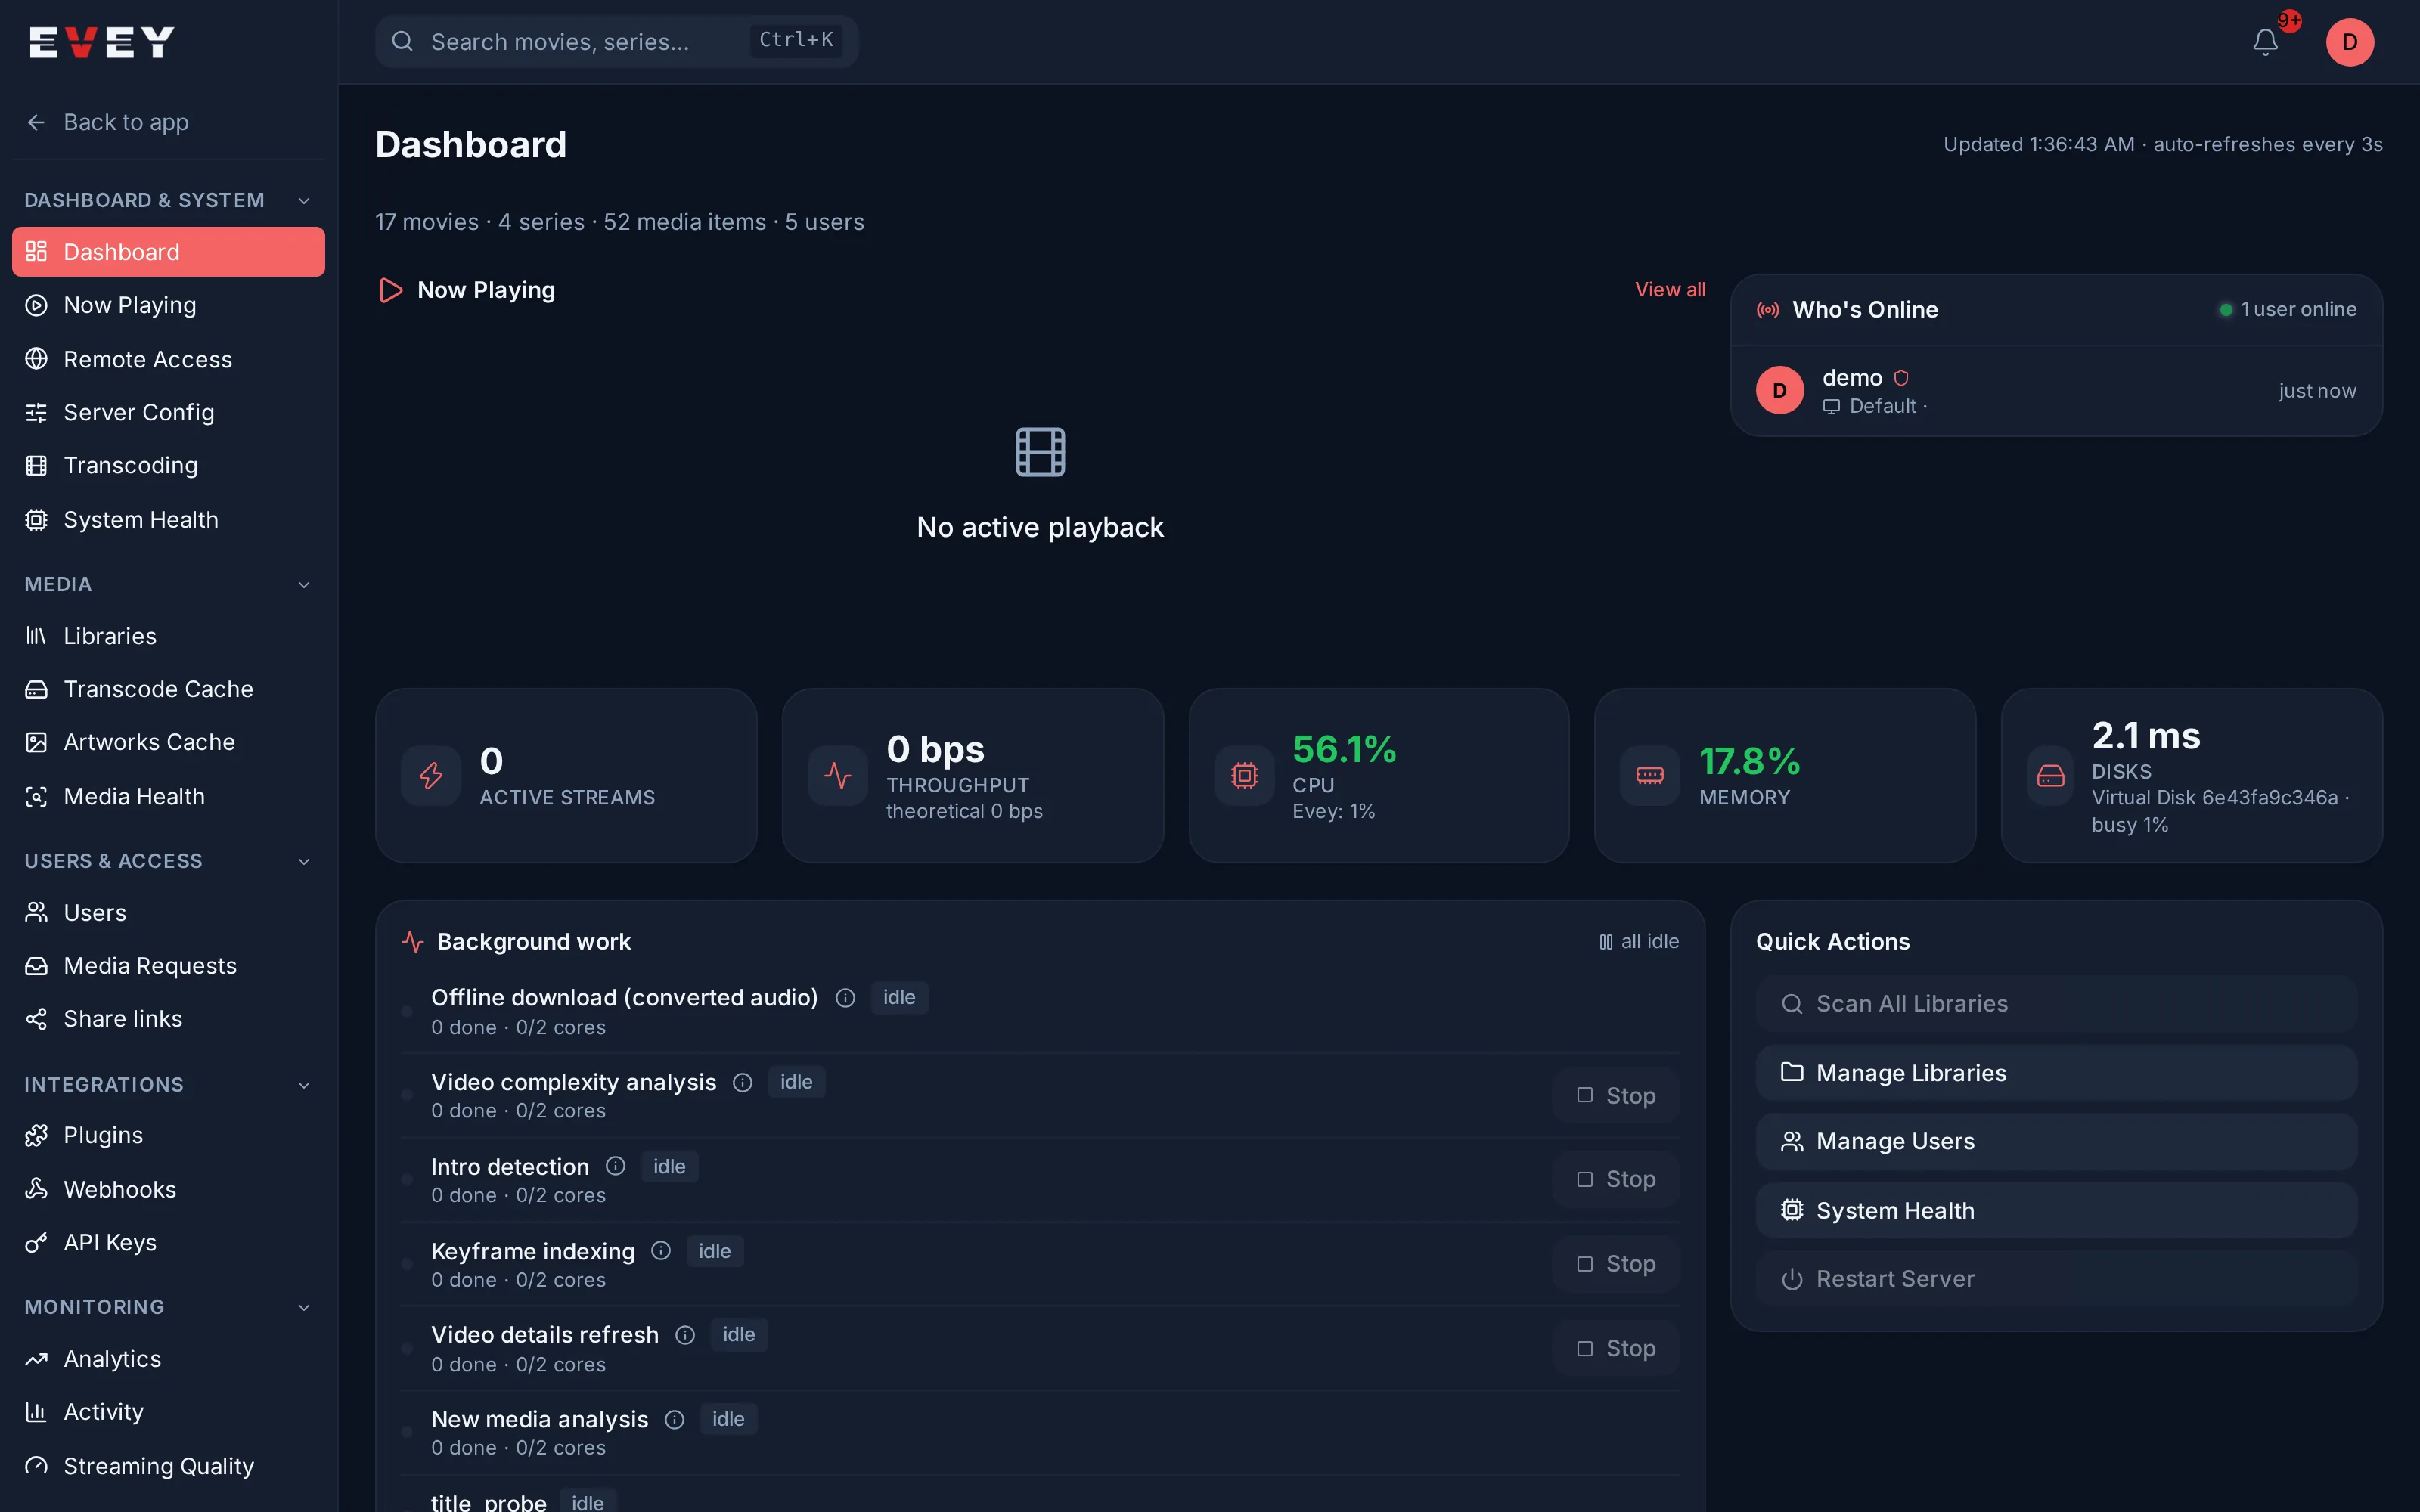 EVEY
Search movies, series...
Ctrl+K
9+
D
Back to app
DASHBOARD & SYSTEM
Dashboard
Now Playing
Remote Access
Server Config
Transcoding
System Health
MEDIA
Libraries
Transcode Cache
Artworks Cache
Media Health
USERS & ACCESS
Users
Media Requests
Share links
INTEGRATIONS
Plugins
Webhooks
API Keys
MONITORING
Analytics
Activity
Streaming Quality
Dashboard
Updated 1:36:43 AM · auto-refreshes every 3s
17 movies · 4 series · 52 media items · 5 users
Now Playing
View all
No active playback
Who's Online
1 user online
D
demo
Default ·
just now
0
ACTIVE STREAMS
0 bps
THROUGHPUT
theoretical 0 bps
56.1%
CPU
Evey: 1%
17.8%
MEMORY
2.1 ms
DISKS
Virtual Disk 6e43fa9c346a ·
busy 1%
Background work
all idle
Offline download (converted audio)
idle
0 done · 0/2 cores
Video complexity analysis
idle
0 done · 0/2 cores
Stop
Intro detection
idle
0 done · 0/2 cores
Stop
Keyframe indexing
idle
0 done · 0/2 cores
Stop
Video details refresh
idle
0 done · 0/2 cores
Stop
New media analysis
idle
0 done · 0/2 cores
title_probe
idle
Quick Actions
Scan All Libraries
Manage Libraries
Manage Users
System Health
Restart Server